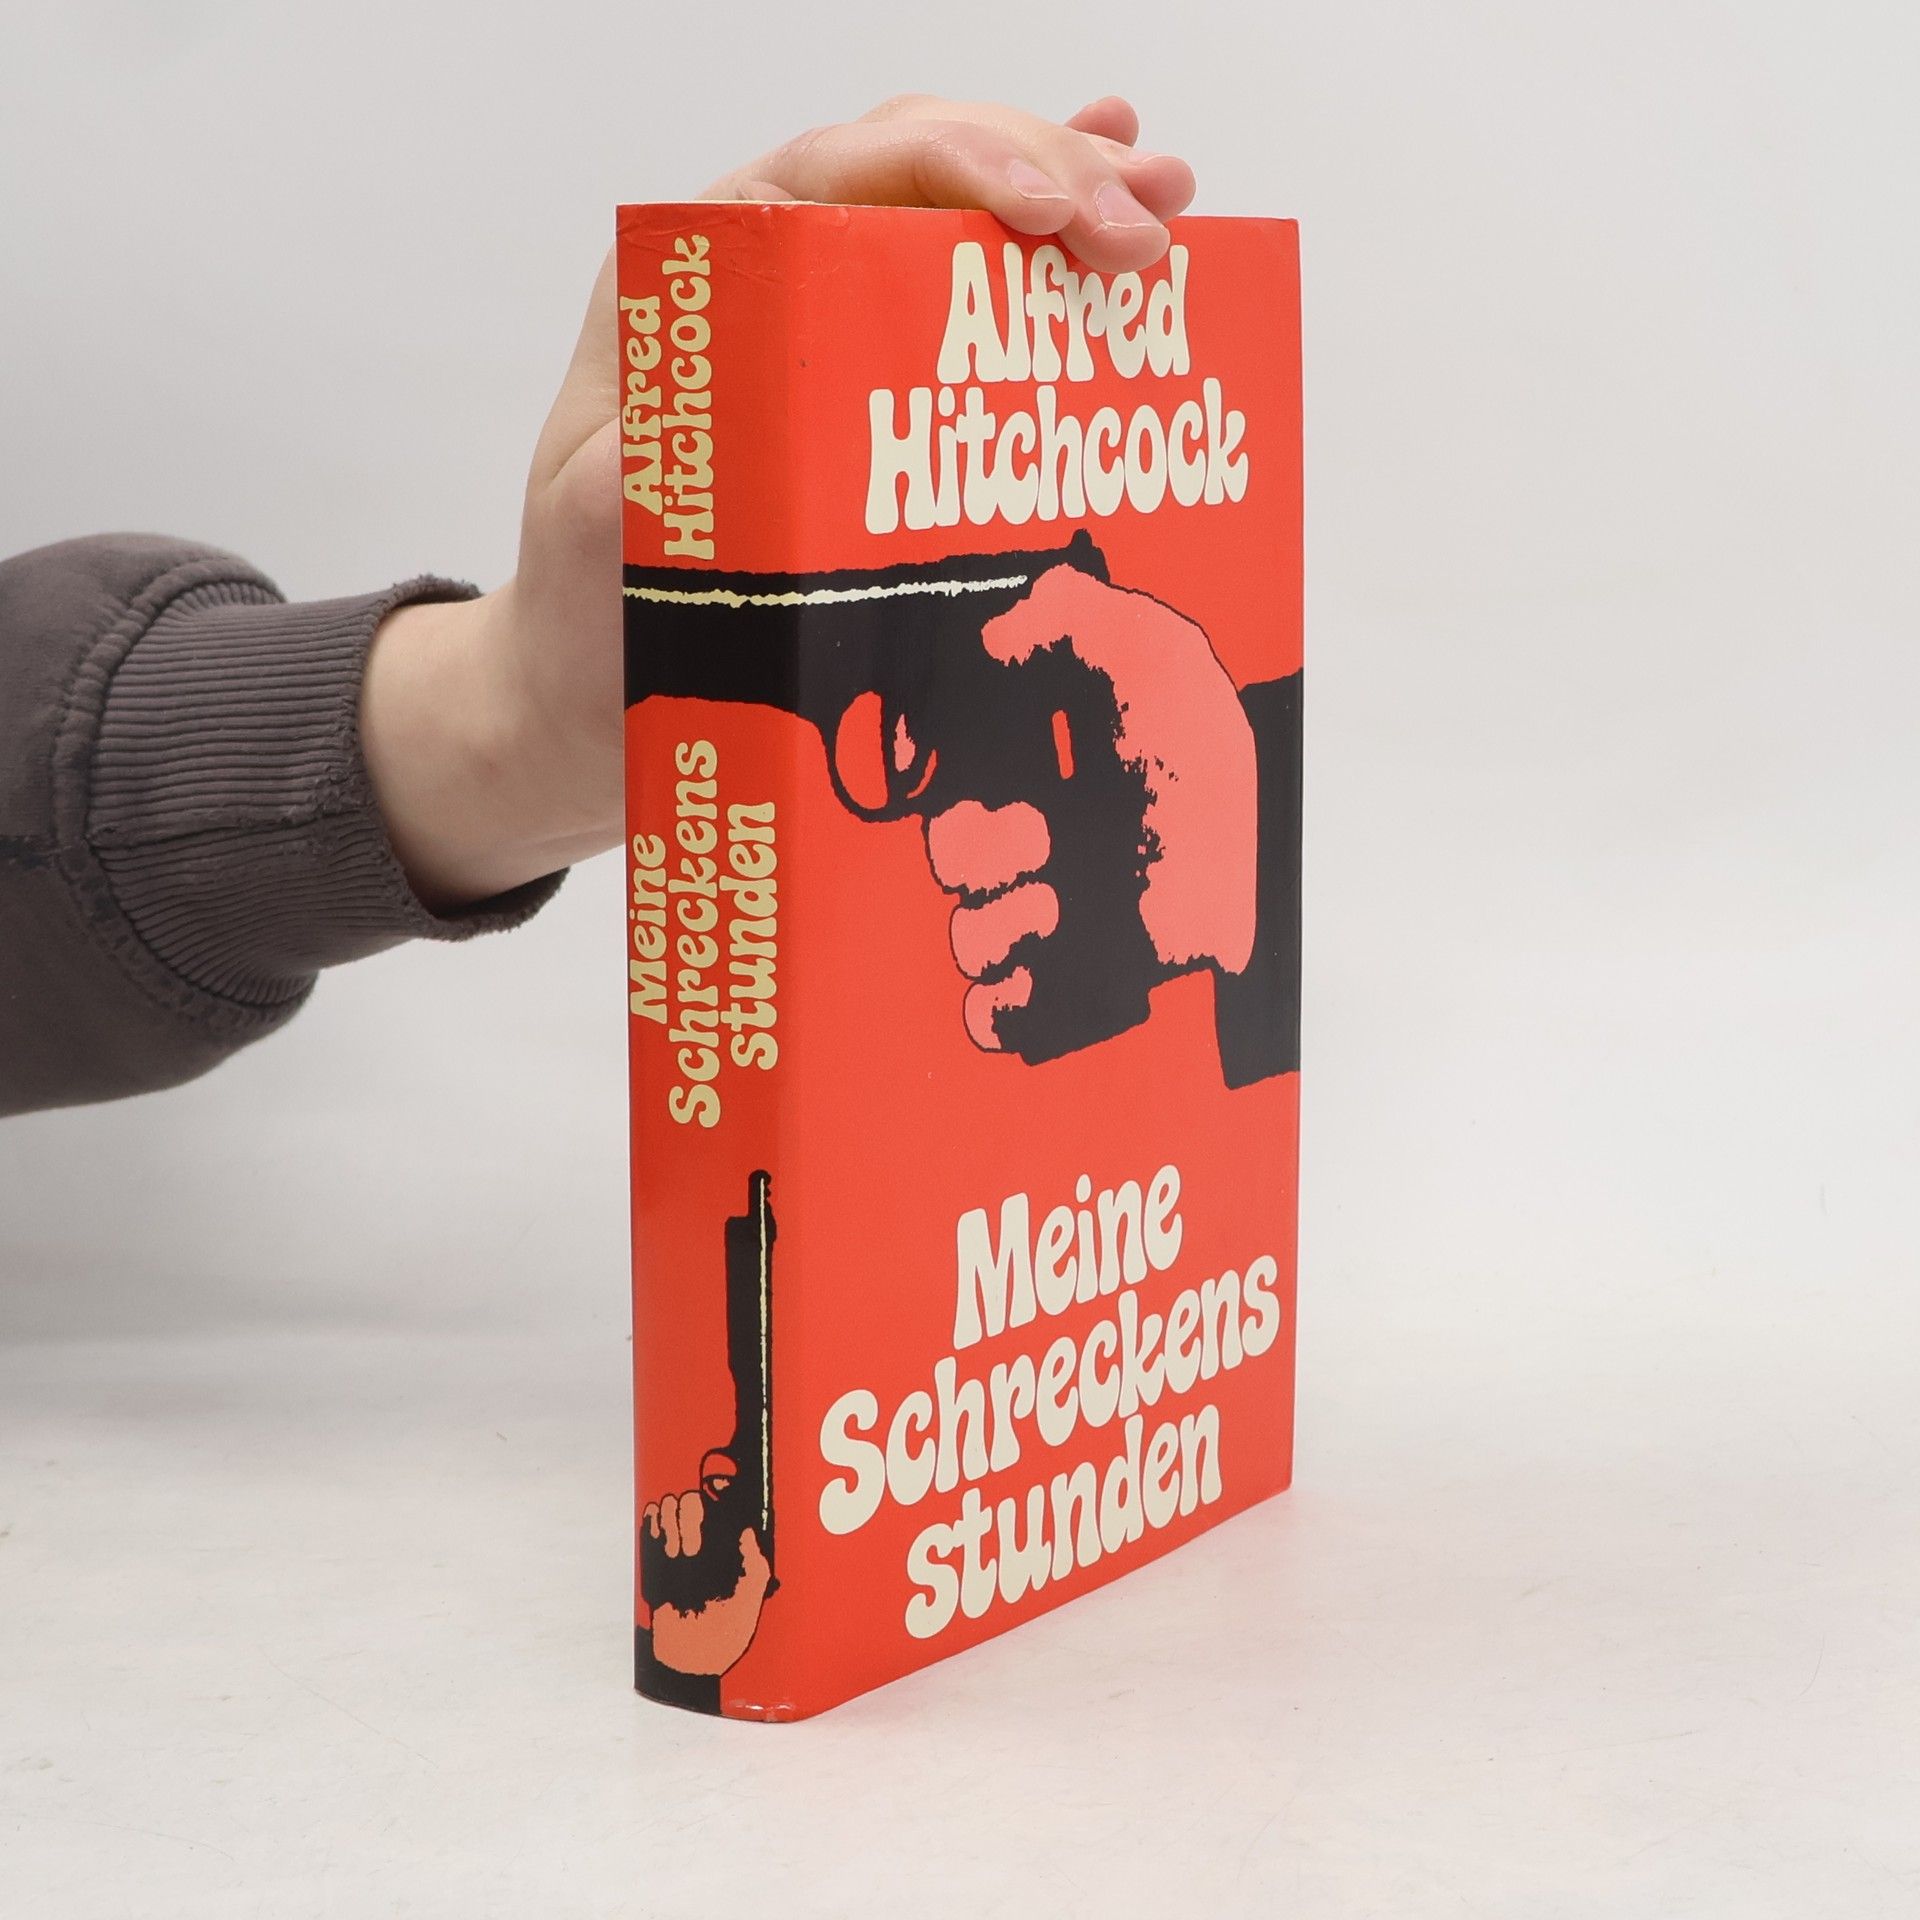 Alfred
Hitchcock
Meine
Schreckens
stunden
Alfred
Hitchcock
Meine
Schreckens
stunden